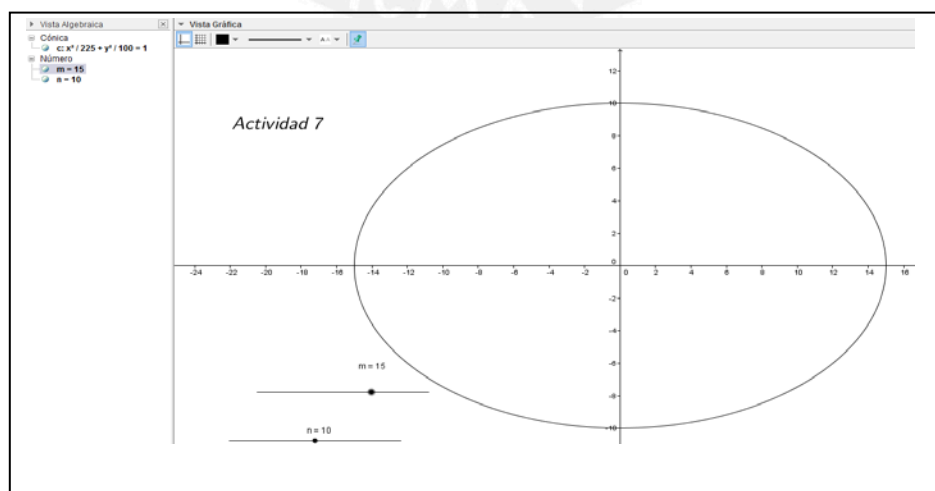 Vista Algebraica
Cónica
c: x² / 225 + y² / 100 = 1
Número
m = 15
n = 10
Vista Gráfica
Actividad 7
12
10
8
6
4
2
0
-2
-4
-6
-8
-10
-24 -22 -20 -18 -16 -14 -12 -10 -8 -6 -4 -2 0 2 4 6 8 10 12 14 16
m = 15
n = 10